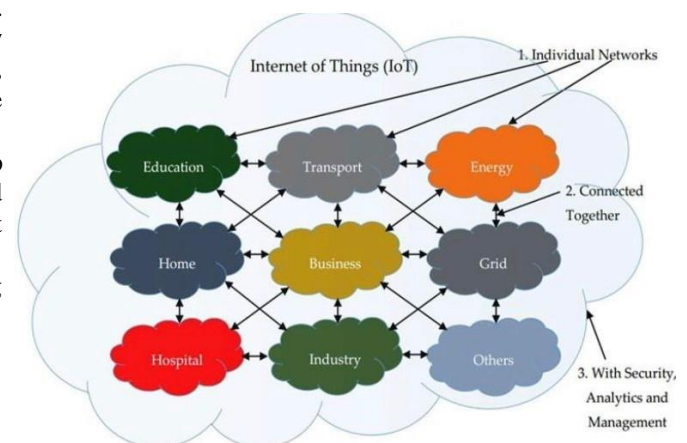 Internet of Things (IoT)
1. Individual Networks
Education
Transport
Energy
2. Connected
Together
Home
Business
Grid
Hospital
Industry
Others
3. With Security,
Analytics and
Management